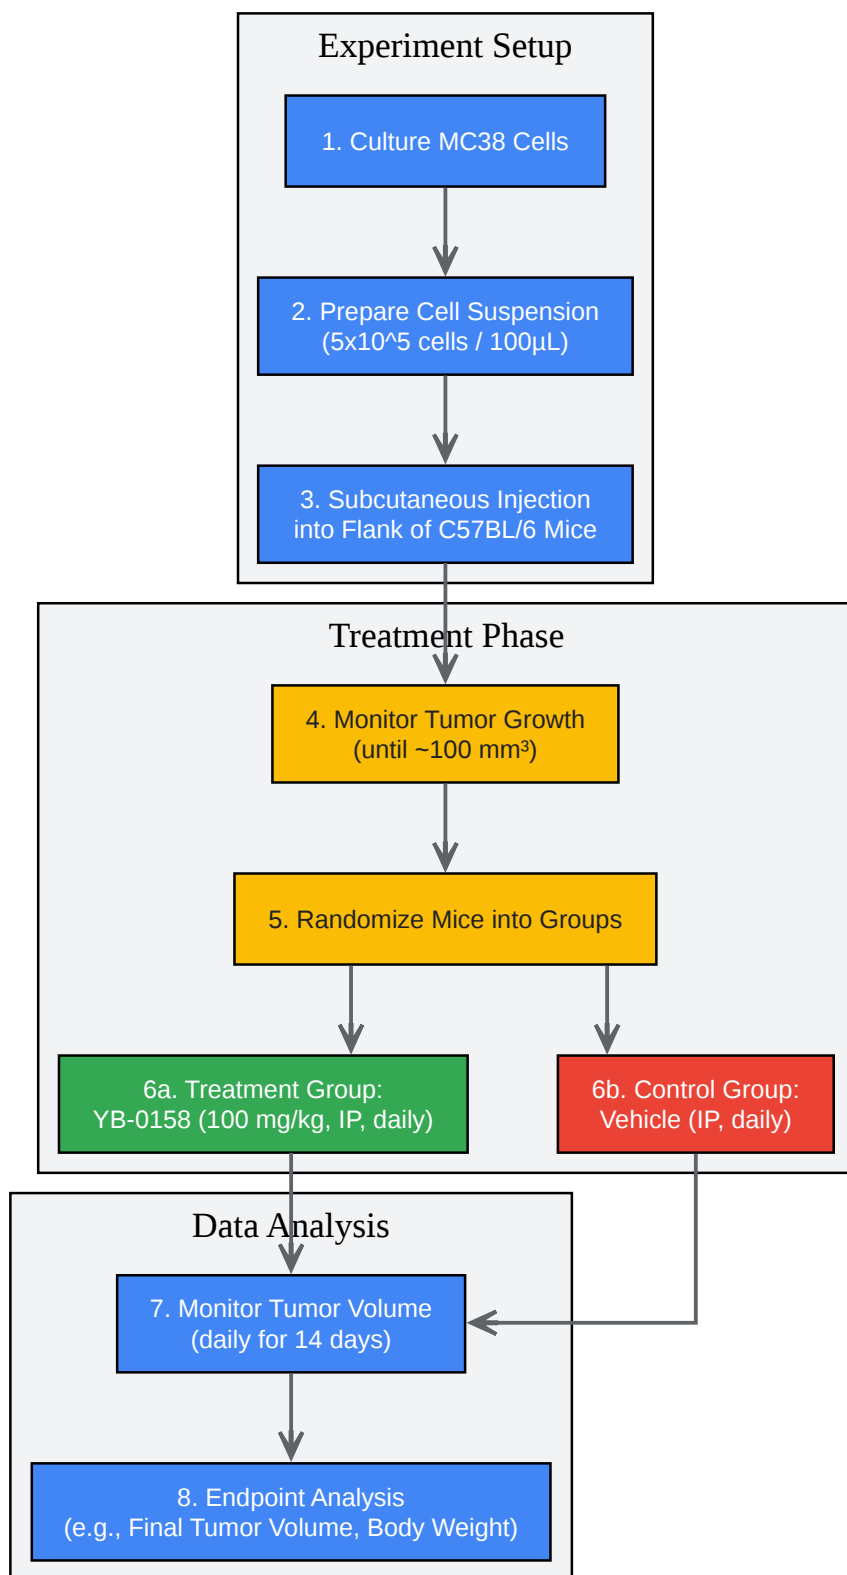 Experiment Setup
1. Culture MC38 Cells
2. Prepare Cell Suspension
(5x10^5 cells / 100µL)
3. Subcutaneous Injection
into Flank of C57BL/6 Mice
Treatment Phase
4. Monitor Tumor Growth
(until ~100 mm³)
5. Randomize Mice into Groups
6a. Treatment Group:
YB-0158 (100 mg/kg, IP, daily)
6b. Control Group:
Vehicle (IP, daily)
Data Analysis
7. Monitor Tumor Volume
(daily for 14 days)
8. Endpoint Analysis
(e.g., Final Tumor Volume, Body Weight)